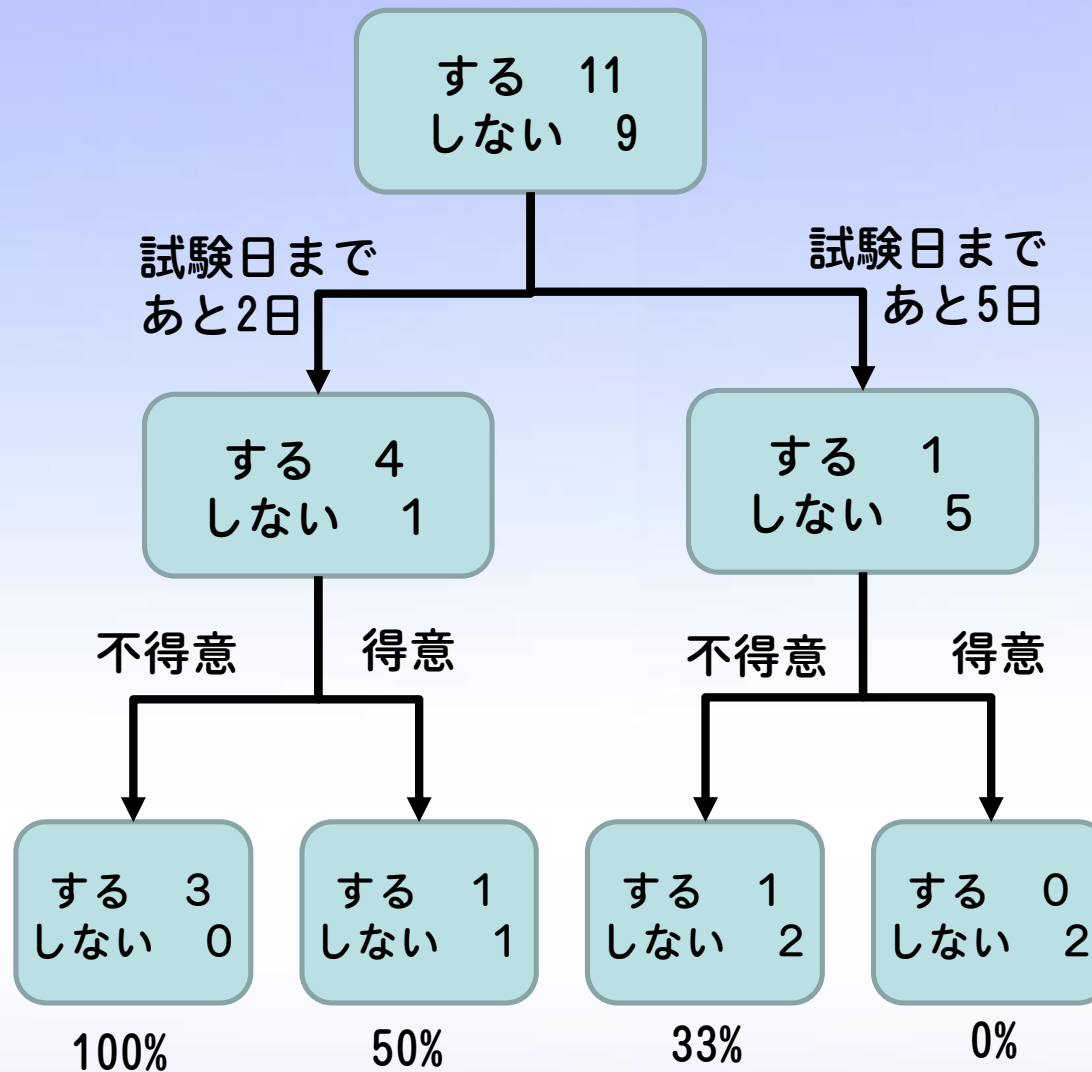 する　11
しない　9
試験日まで
あと2日
試験日まで
あと5日
する　4
しない　1
する　1
しない　5
不得意
得意
不得意
得意
する　3
しない　0
する　1
しない　1
する　1
しない　2
する　0
しない　2
100%
50%
33%
0%